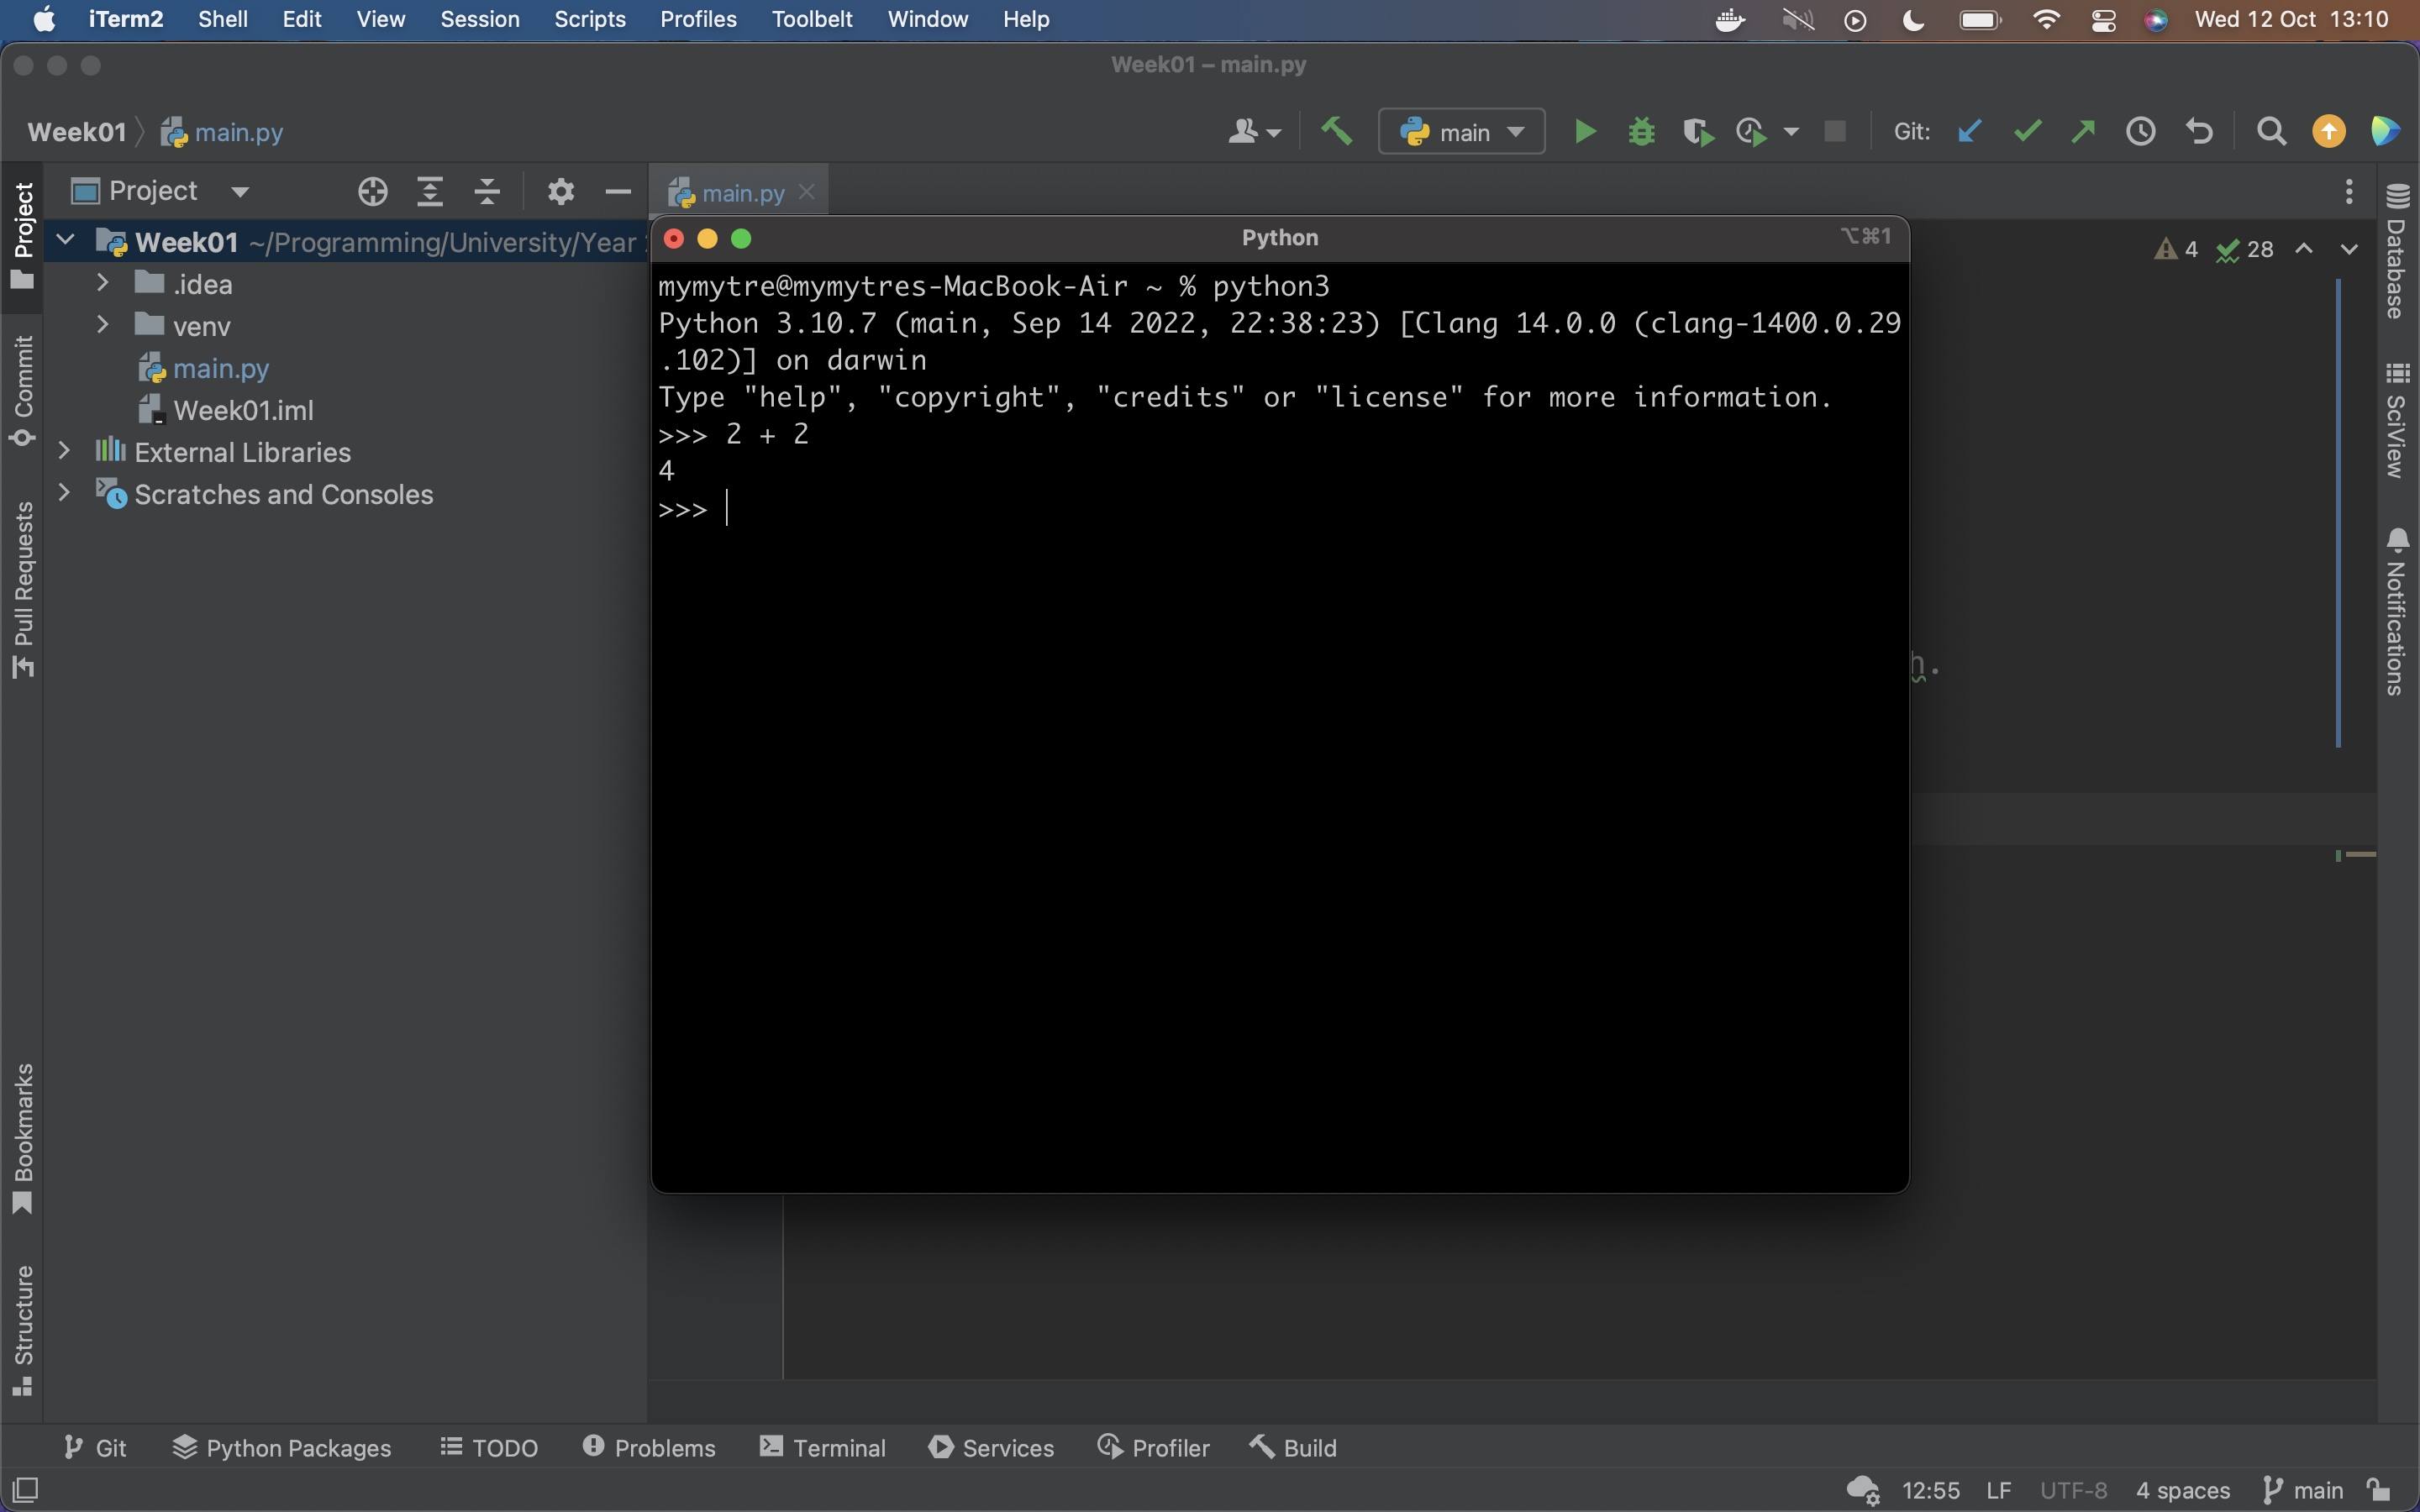 iTerm2 Shell Edit View Session Scripts Profiles Toolbelt Window Help Wed 12 Oct 13:10
Week01 – main.py
Week01 main.py main Git:
Project main.py
Python ⌥⌘1
Week01 ~/Programming/University/Year
4 28
.idea
venv
main.py
Week01.iml
External Libraries
Scratches and Consoles
mymytre@mymytres-MacBook-Air ~ % python3
Python 3.10.7 (main, Sep 14 2022, 22:38:23) [Clang 14.0.0 (clang-1400.0.29
.102)] on darwin
Type "help", "copyright", "credits" or "license" for more information.
>>> 2 + 2
4
>>>
h.
Project
Commit
Pull Requests
Bookmarks
Structure
Database
SciView
Notifications
Git Python Packages TODO Problems Terminal Services Profiler Build
12:55 LF UTF-8 4 spaces main